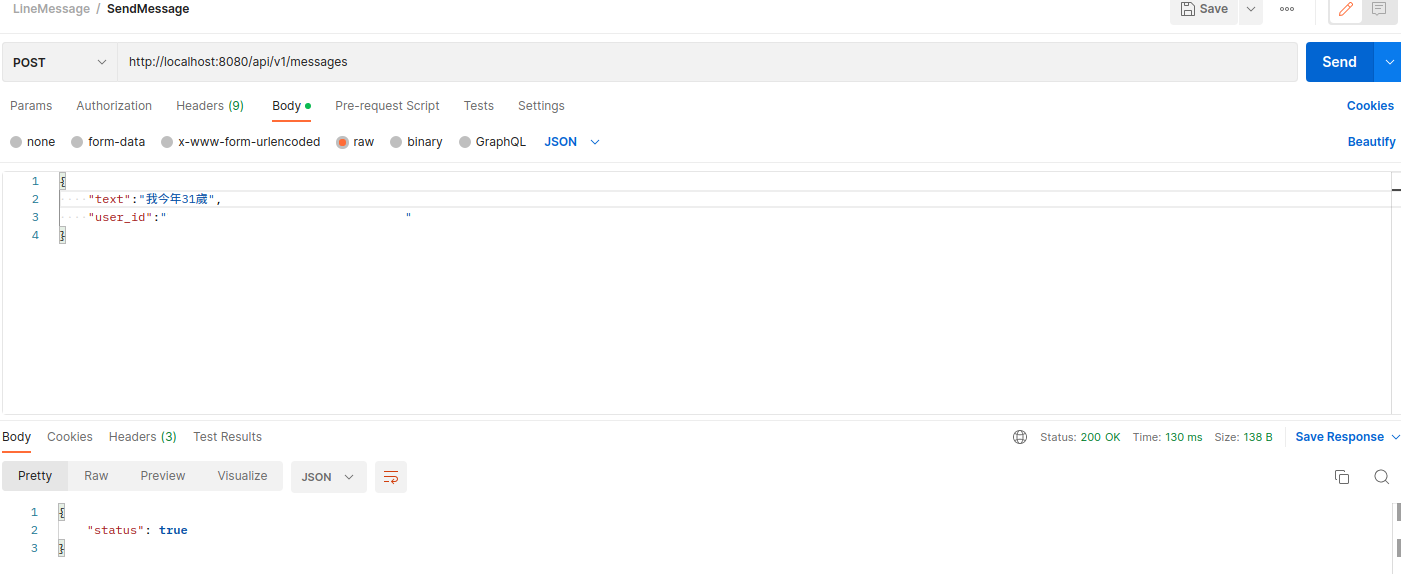 LineMessage / SendMessage
Save
POST http://localhost:8080/api/v1/messages Send
Params Authorization Headers (9) Body Pre-request Script Tests Settings Cookies
none form-data x-www-form-urlencoded raw binary GraphQL JSON Beautify
1 {
2 "text":"我今年31歲",
3 "user_id":" "
4 }
Body Cookies Headers (3) Test Results Status: 200 OK Time: 130 ms Size: 138 B Save Response
Pretty Raw Preview Visualize JSON
1 {
2 "status": true
3 }